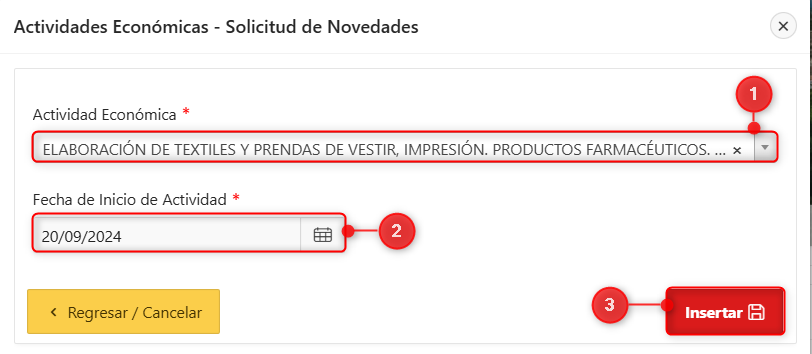 Actividades Económicas - Solicitud de Novedades
Actividad Económica *
1
ELABORACIÓN DE TEXTILES Y PRENDAS DE VESTIR, IMPRESIÓN. PRODUCTOS FARMACÉUTICOS. ... ×
Fecha de Inicio de Actividad *
20/09/2024
2
< Regresar / Cancelar
3
Insertar